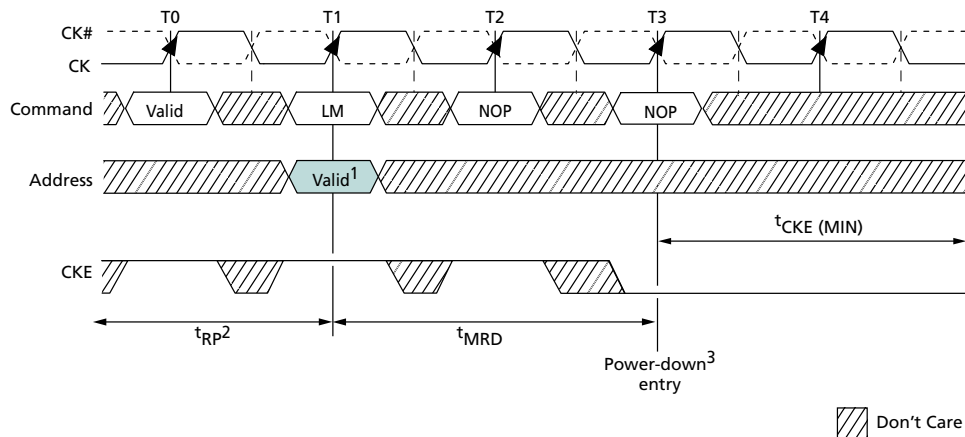 T0 T1 T2 T3 T4
CK#
CK
Command Valid LM NOP NOP
Address Valid1
tCKE (MIN)
CKE
tRP2 tMRD
Power-down3
entry
Don't Care